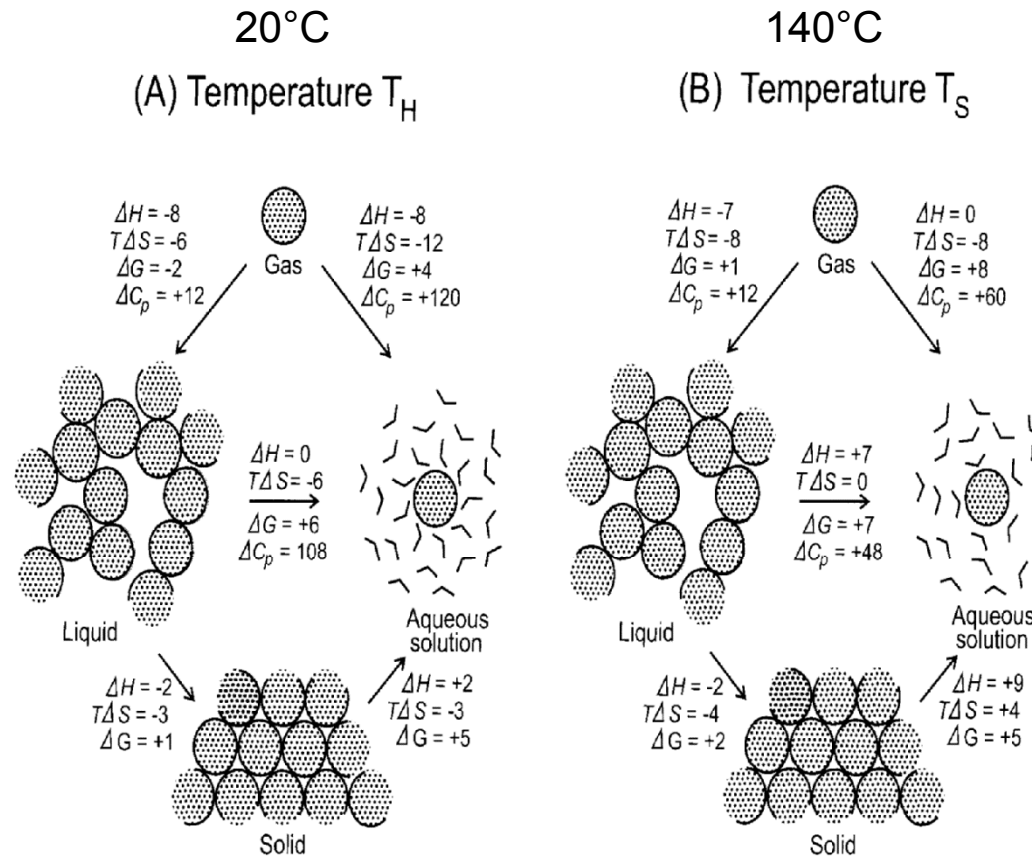 20°C
(A) Temperature T_H
ΔH = -8
TΔS = -6
ΔG = -2
ΔC_p = +12
Gas
ΔH = -8
TΔS = -12
ΔG = +4
ΔC_p = +120
ΔH = 0
TΔS = -6
ΔG = +6
ΔC_p = 108
Liquid
Aqueous
solution
ΔH = -2
TΔS = -3
ΔG = +1
ΔH = +2
TΔS = -3
ΔG = +5
Solid
140°C
(B) Temperature T_S
ΔH = -7
TΔS = -8
ΔG = +1
ΔC_p = +12
Gas
ΔH = 0
TΔS = -8
ΔG = +8
ΔC_p = +60
ΔH = +7
TΔS = 0
ΔG = +7
ΔC_p = +48
Liquid
Aqueous
solution
ΔH = -2
TΔS = -4
ΔG = +2
ΔH = +9
TΔS = +4
ΔG = +5
Solid